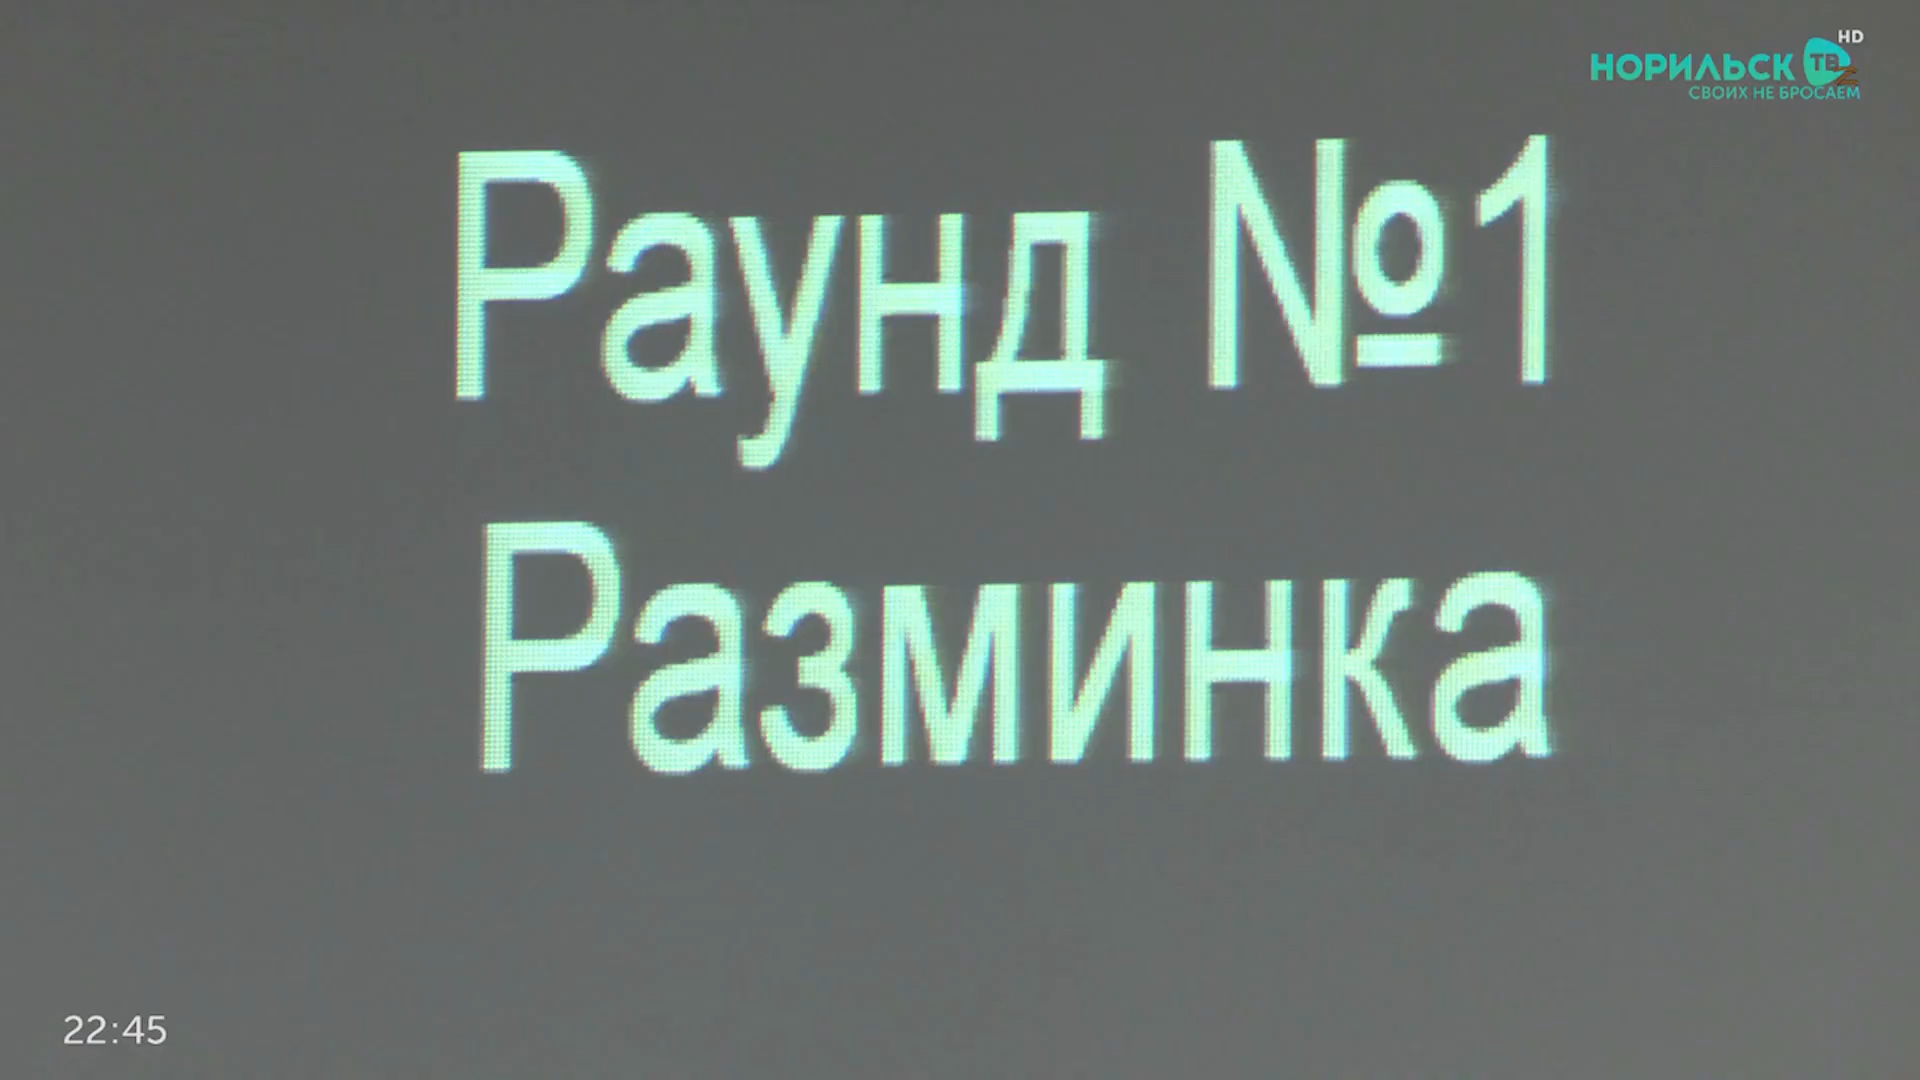 HD
НОРИЛЬСК ТВ
СВОИХ НЕ БРОСАЕМ
Раунд №1
Разминка
22:45